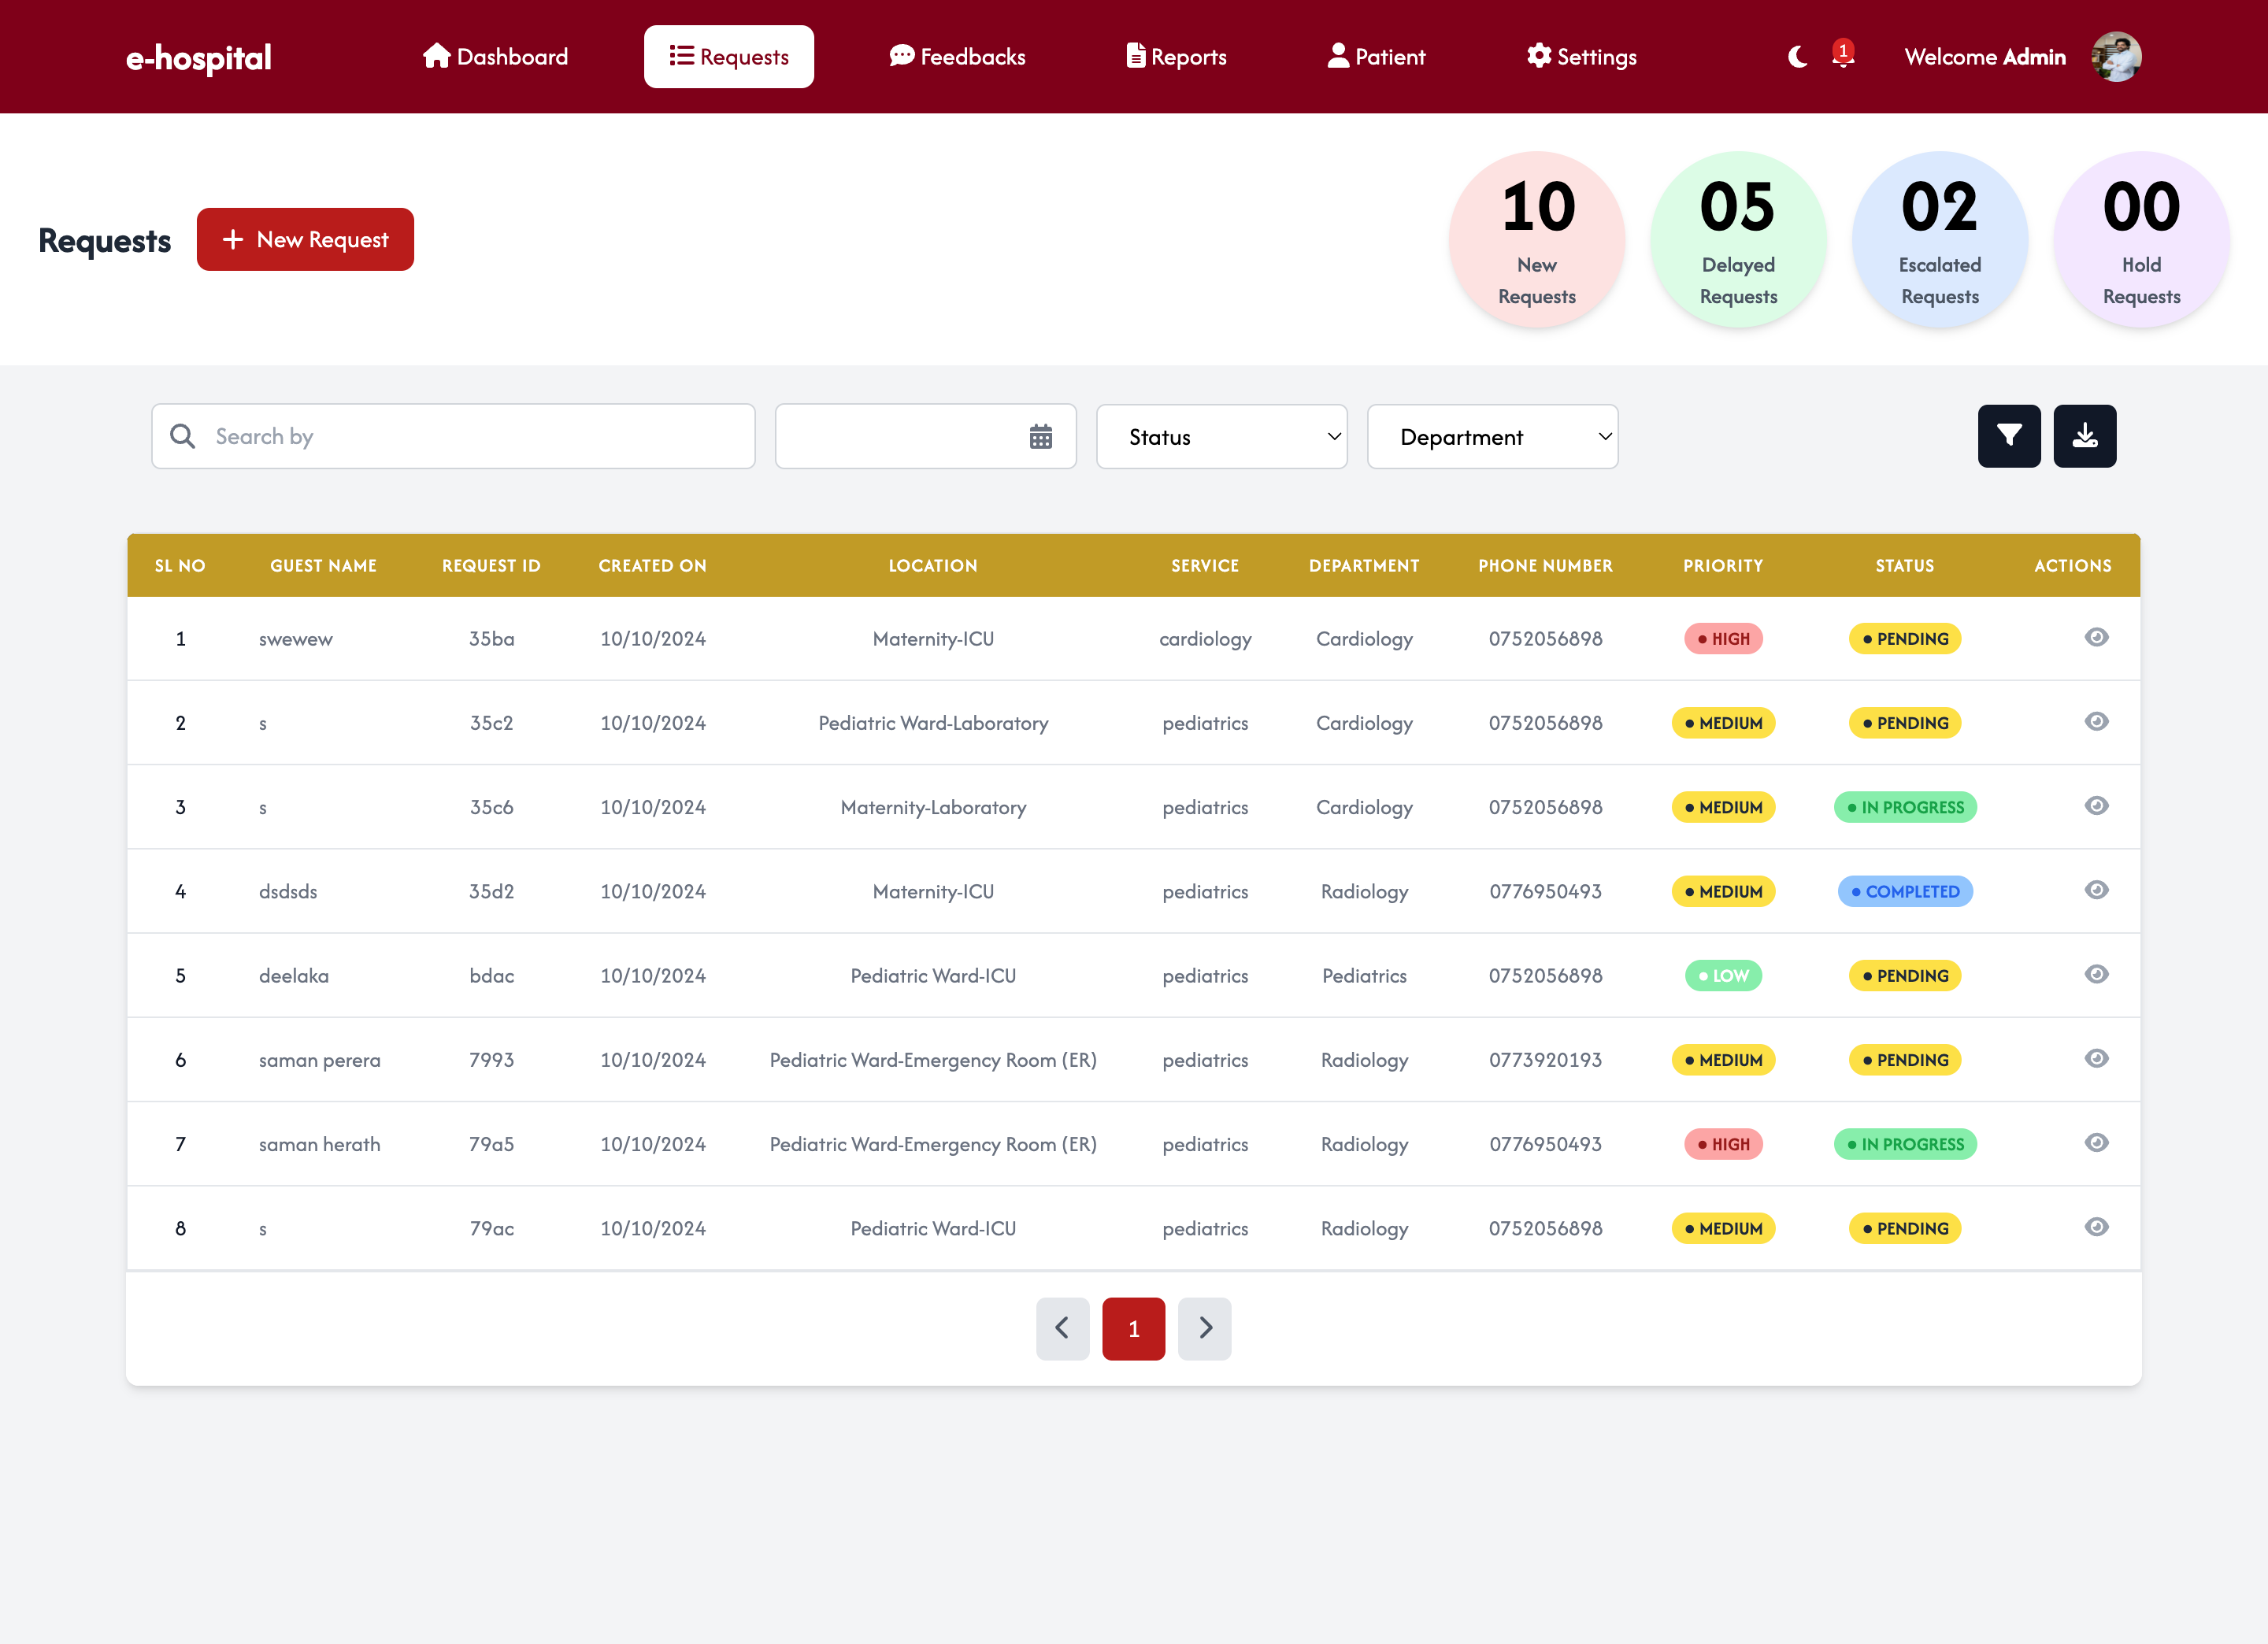 e-hospital Dashboard Requests Feedbacks Reports Patient Settings 1 Welcome Admin
Requests + New Request
10 05 02 00
New Delayed Escalated Hold
Requests Requests Requests Requests
Search by Status Department
SL NO GUEST NAME REQUEST ID CREATED ON LOCATION SERVICE DEPARTMENT PHONE NUMBER PRIORITY STATUS ACTIONS
1 swewew 35ba 10/10/2024 Maternity-ICU cardiology Cardiology 0752056898 HIGH PENDING
2 s 35c2 10/10/2024 Pediatric Ward-Laboratory pediatrics Cardiology 0752056898 MEDIUM PENDING
3 s 35c6 10/10/2024 Maternity-Laboratory pediatrics Cardiology 0752056898 MEDIUM IN PROGRESS
4 dsdsds 35d2 10/10/2024 Maternity-ICU pediatrics Radiology 0776950493 MEDIUM COMPLETED
5 deelaka bdac 10/10/2024 Pediatric Ward-ICU pediatrics Pediatrics 0752056898 LOW PENDING
6 saman perera 7993 10/10/2024 Pediatric Ward-Emergency Room (ER) pediatrics Radiology 0773920193 MEDIUM PENDING
7 saman herath 79a5 10/10/2024 Pediatric Ward-Emergency Room (ER) pediatrics Radiology 0776950493 HIGH IN PROGRESS
8 s 79ac 10/10/2024 Pediatric Ward-ICU pediatrics Radiology 0752056898 MEDIUM PENDING
1